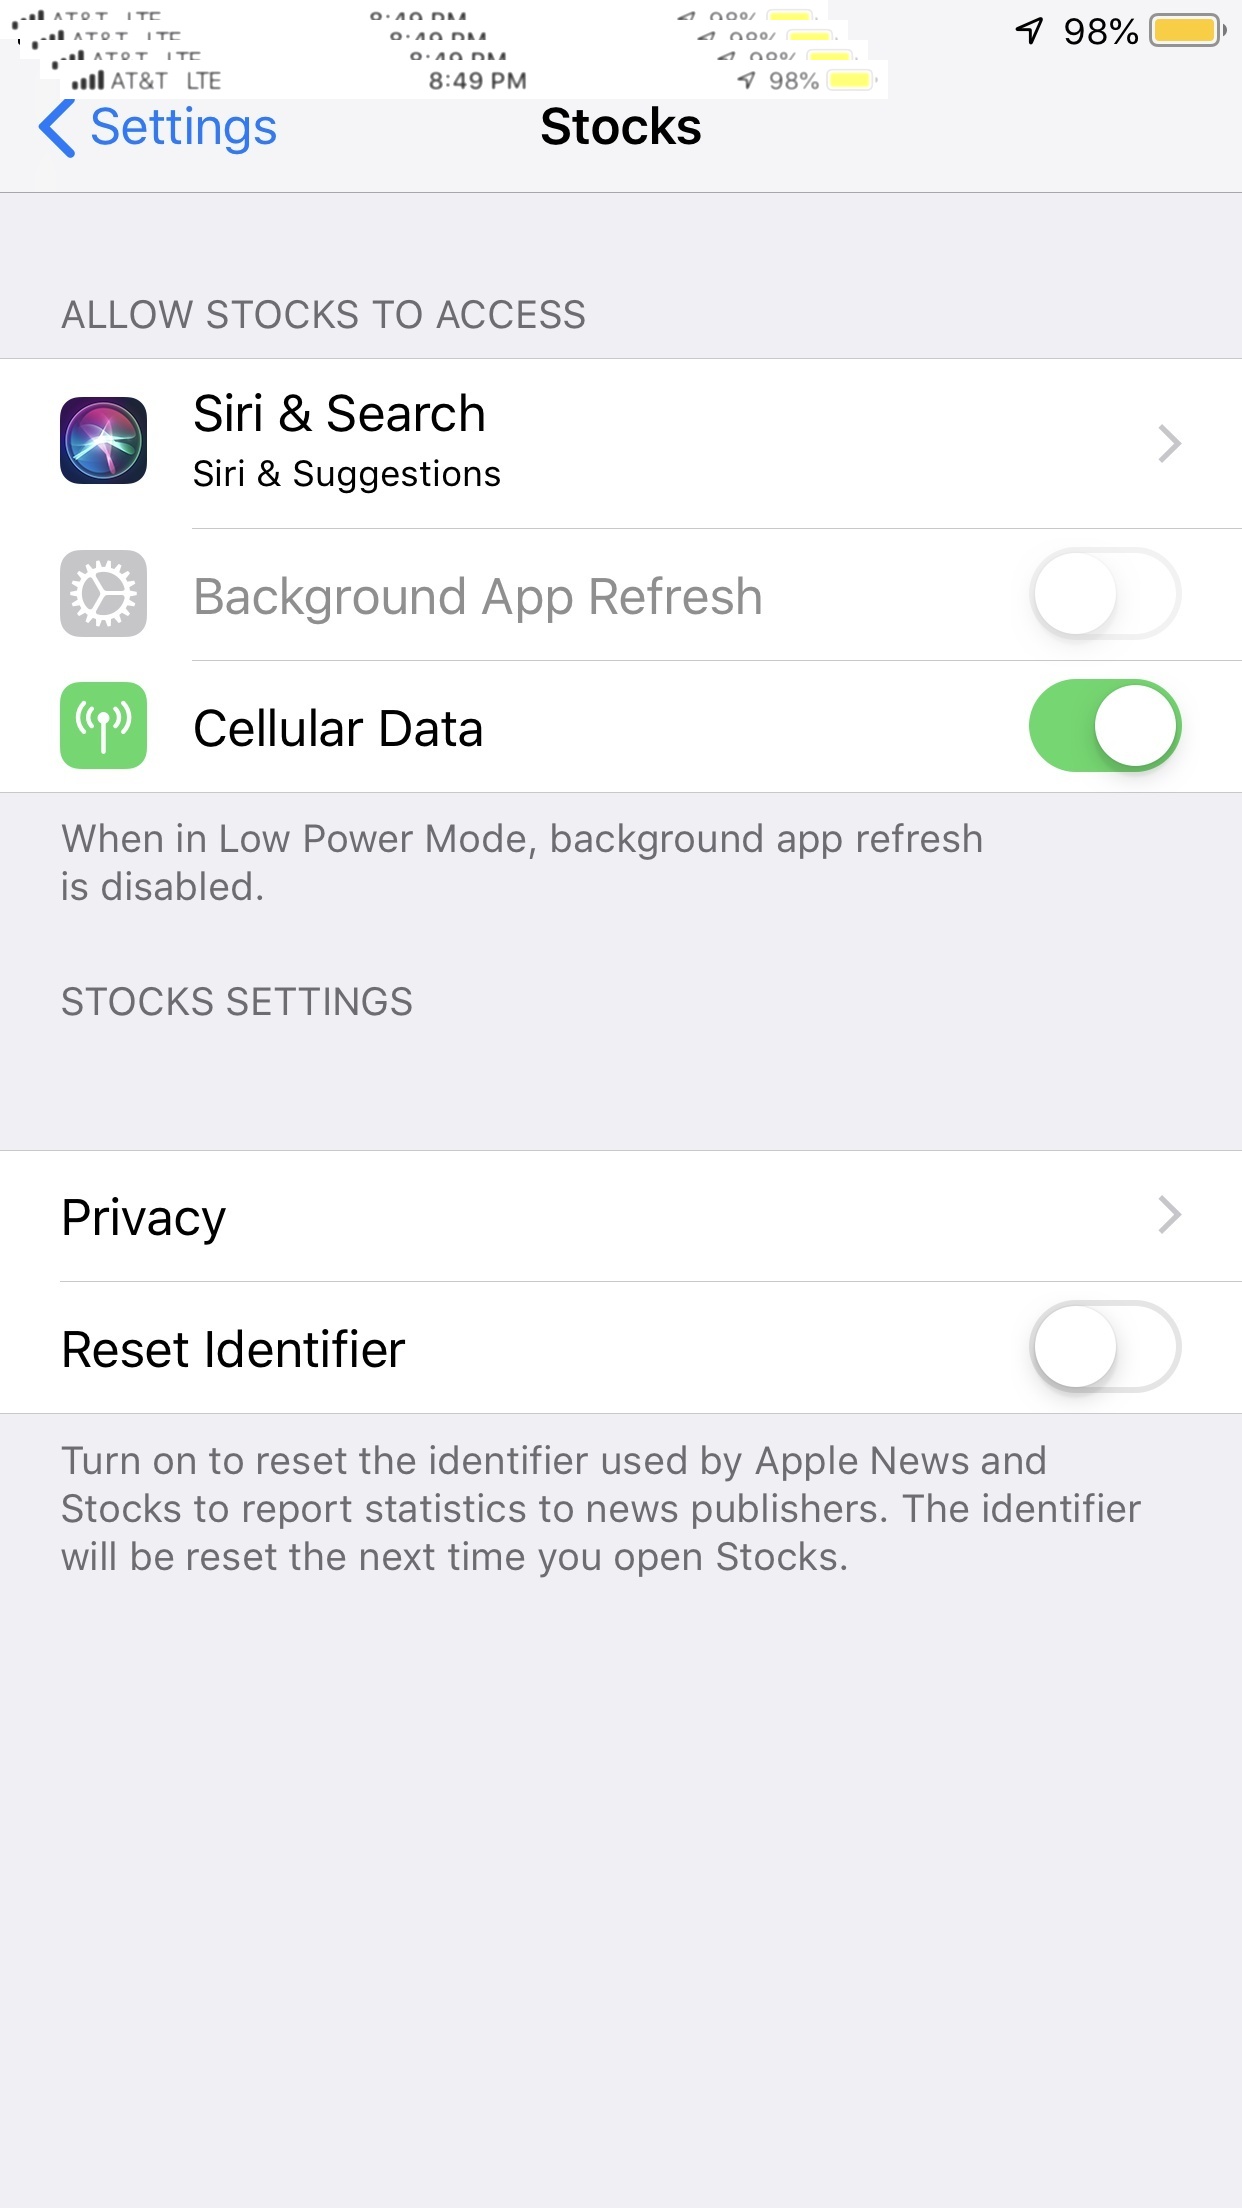 AT&T LTE 8:49 PM 98%
98%
Settings Stocks
ALLOW STOCKS TO ACCESS
Siri & Search
Siri & Suggestions
Background App Refresh
Cellular Data
When in Low Power Mode, background app refresh
is disabled.
STOCKS SETTINGS
Privacy
Reset Identifier
Turn on to reset the identifier used by Apple News and
Stocks to report statistics to news publishers. The identifier
will be reset the next time you open Stocks.